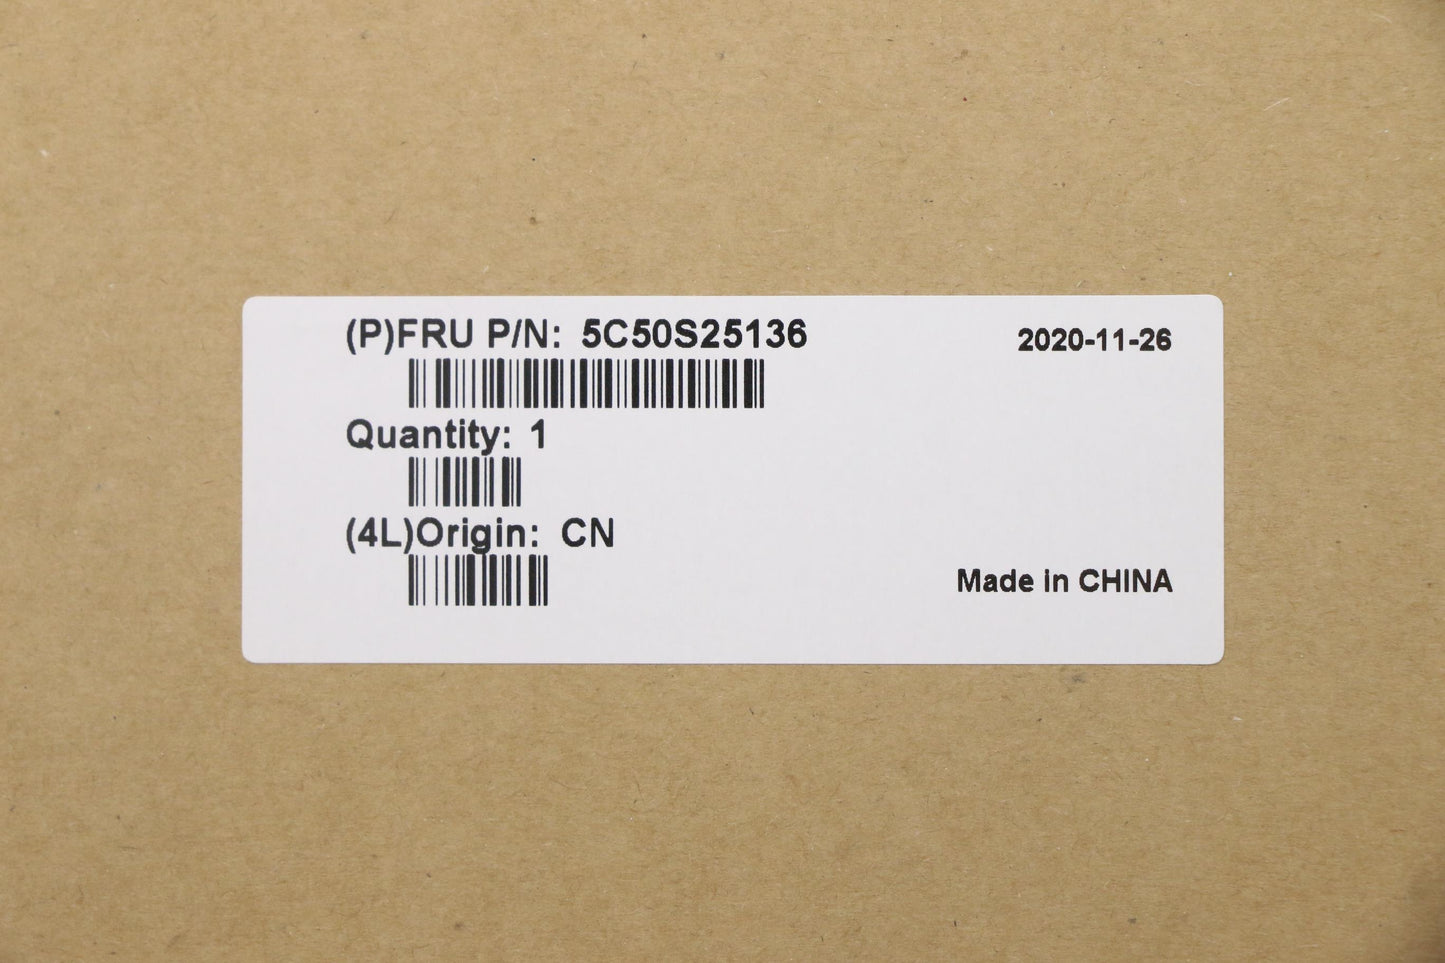 (P)FRU P/N: 5C50S25136
2020-11-26
Quantity: 1
(4L)Origin: CN
Made in CHINA